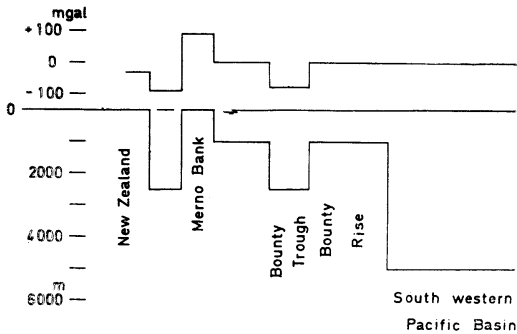 mgal
+100
0
-100
0
2000
4000
m
6000
New Zealand
Merno Bank
Bounty
Trough
Bounty
Rise
South western
Pacific Basin